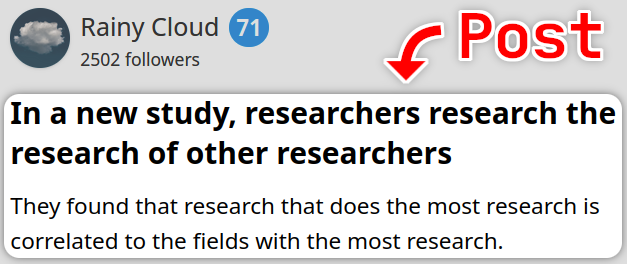 Rainy Cloud 71
2502 followers
Post
In a new study, researchers research the
research of other researchers
They found that research that does the most research is
correlated to the fields with the most research.